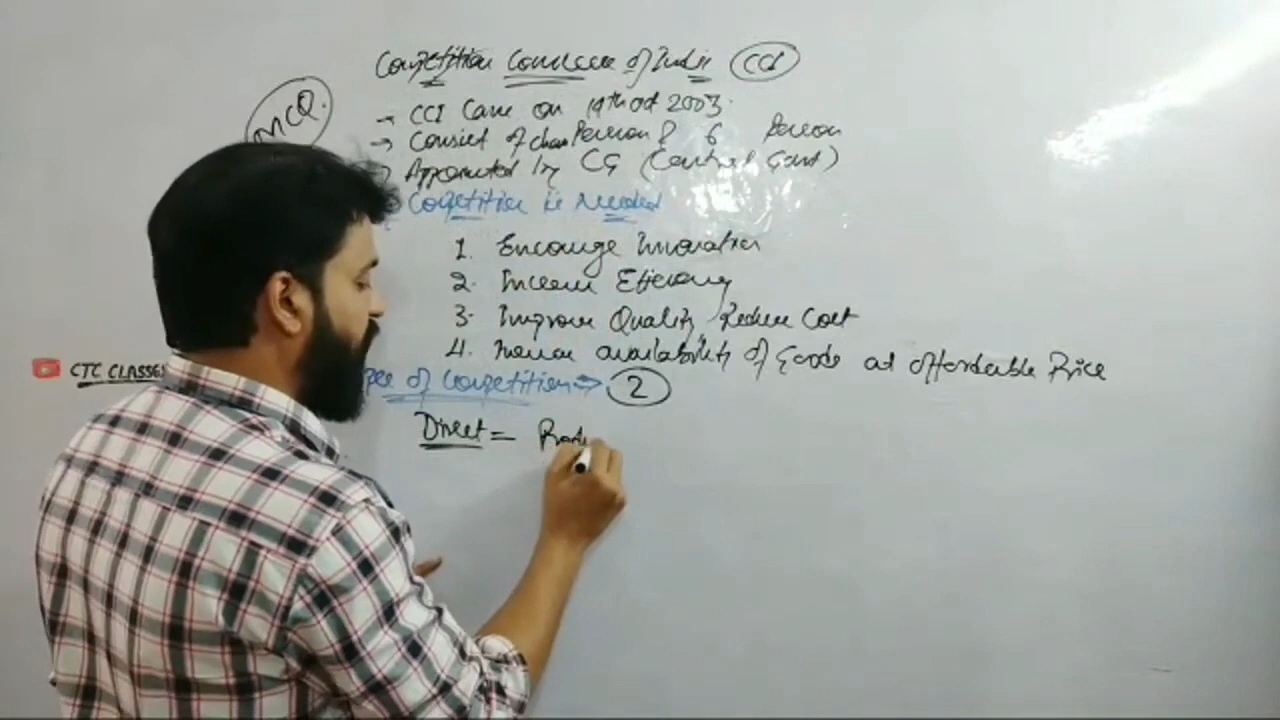 Competition Commission of India CCI
MCQ.
→ CCI Came on 14th oct 2003.
→ Consist of chairperson & 6 Person
Appointed by CG (Central Govt)
Competition is Needed
1. Encourage Innovation
2. Increase Efficiency
3. Improve Quality, Reduce Cost
4. availability of Goods at affordable Price
CTC CLASSES
of Competition → 2
Direct =